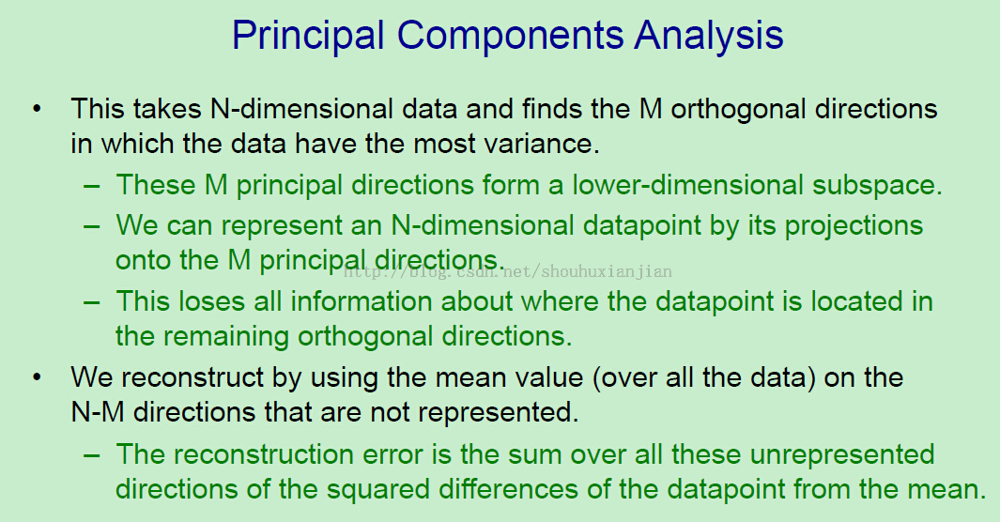 Principal Components Analysis
• This takes N-dimensional data and finds the M orthogonal directions
in which the data have the most variance.
– These M principal directions form a lower-dimensional subspace.
– We can represent an N-dimensional datapoint by its projections
onto the M principal directions.
http://blog.csdn.net/shouhuxianjian
– This loses all information about where the datapoint is located in
the remaining orthogonal directions.
• We reconstruct by using the mean value (over all the data) on the
N-M directions that are not represented.
– The reconstruction error is the sum over all these unrepresented
directions of the squared differences of the datapoint from the mean.